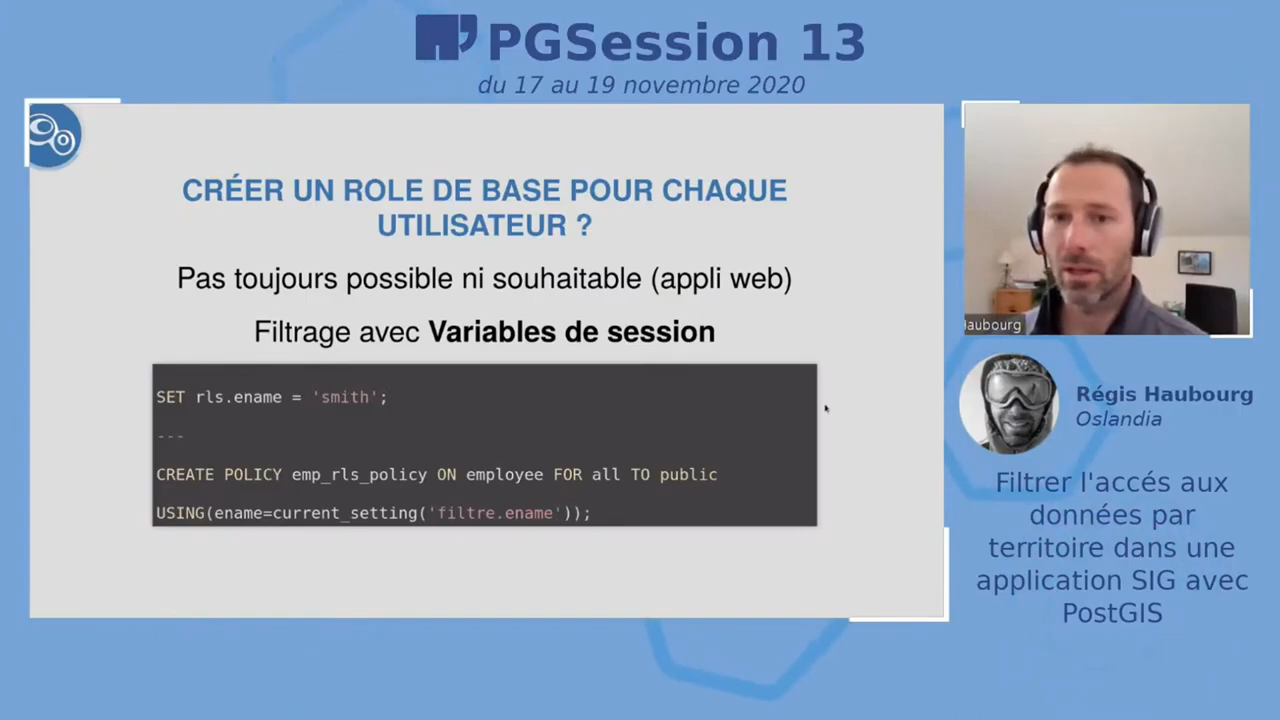 PGSession 13
du 17 au 19 novembre 2020
CRÉER UN ROLE DE BASE POUR CHAQUE
UTILISATEUR ?
Pas toujours possible ni souhaitable (appli web)
Filtrage avec Variables de session
SET rls.ename = 'smith';
---
CREATE POLICY emp_rls_policy ON employee FOR all TO public
USING(ename=current_setting('filtre.ename'));
Haubourg
Régis Haubourg
Oslandia
Filtrer l'accés aux
données par
territoire dans une
application SIG avec
PostGIS